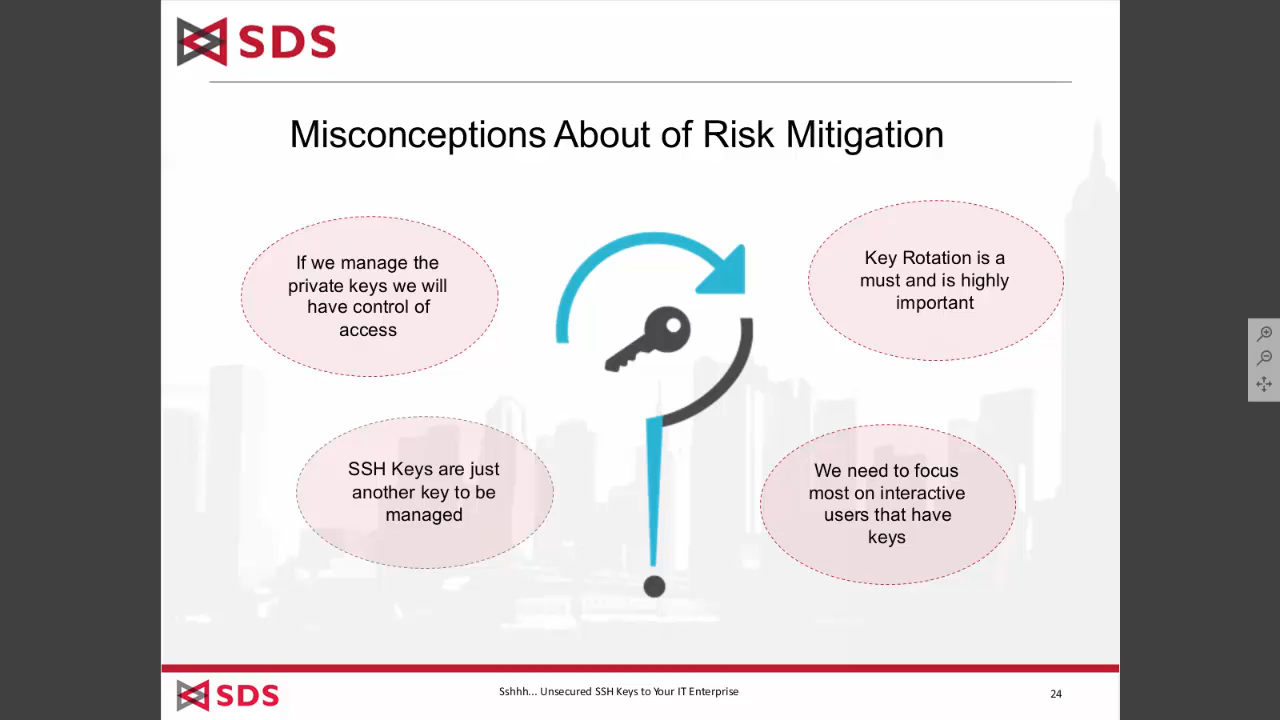 SDS
Misconceptions About of Risk Mitigation
If we manage the
private keys we will
have control of
access
Key Rotation is a
must and is highly
important
SSH Keys are just
another key to be
managed
We need to focus
most on interactive
users that have
keys
SDS
Sshhh... Unsecured SSH Keys to Your IT Enterprise
24